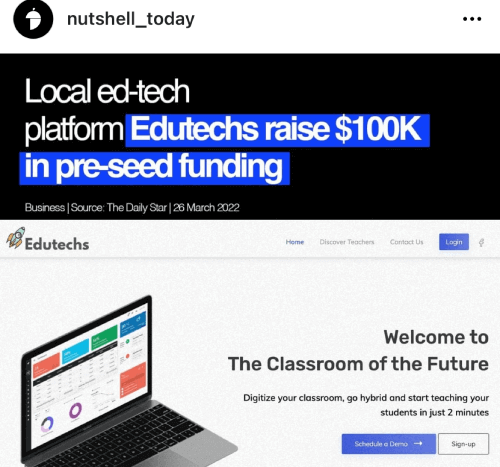 nutshell_today
Local ed-tech
platform Edutechs raise $100K
in pre-seed funding
Business | Source: The Daily Star | 26 March 2022
Edutechs
Home Discover Teachers Contact Us Login
Welcome to
The Classroom of the Future
Digitize your classroom, go hybrid and start teaching your
students in just 2 minutes
Schedule a Demo →
Sign-up